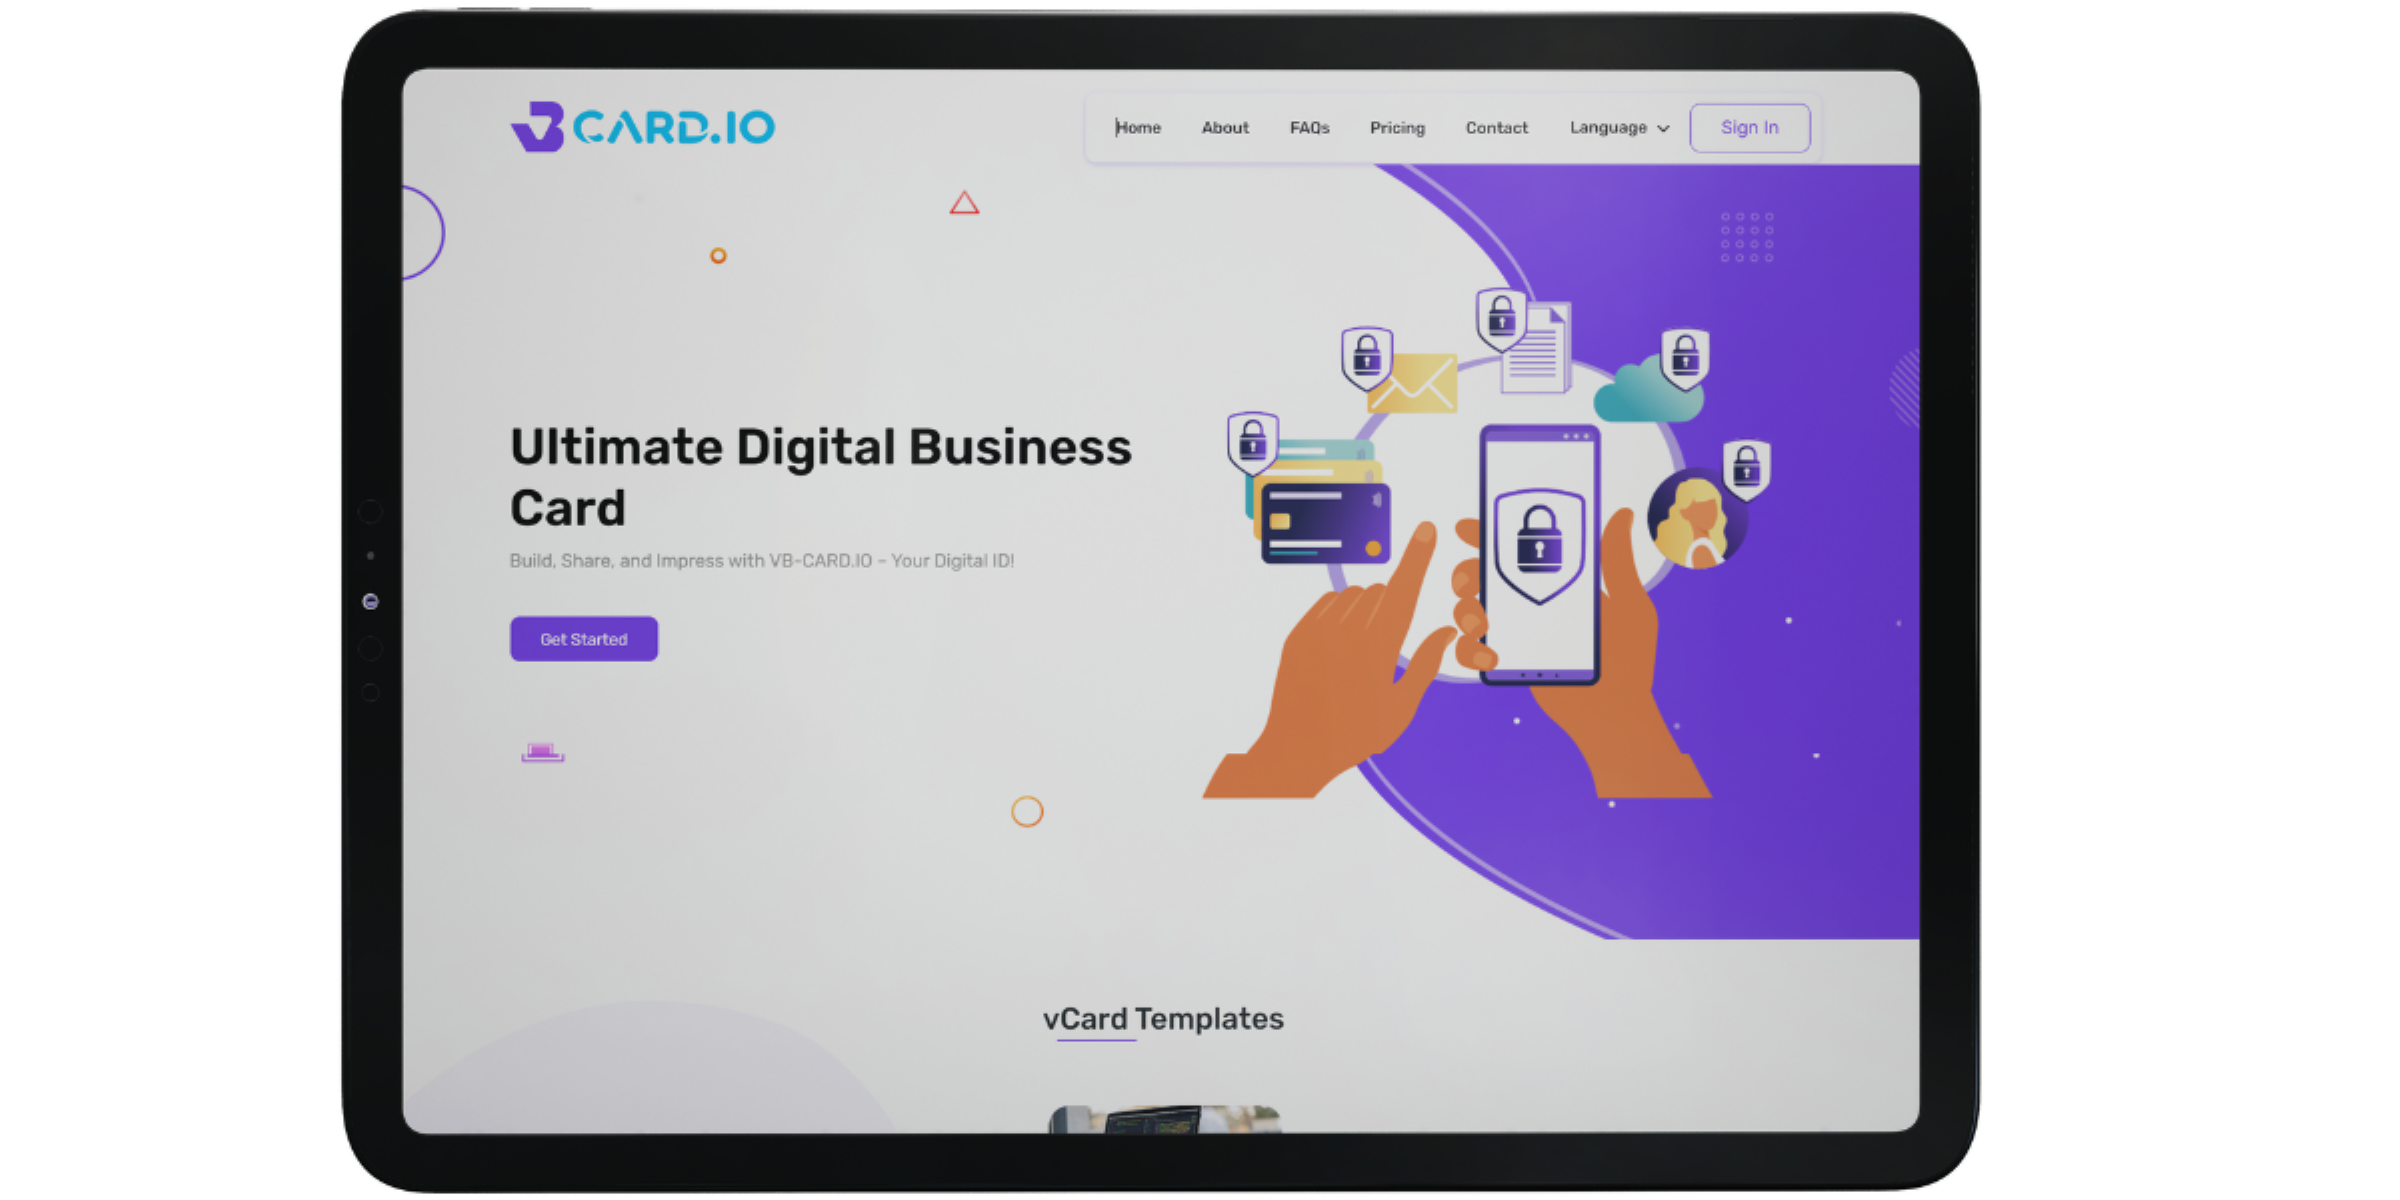 VB CARD.IO
Home About FAQs Pricing Contact Language Sign In
Ultimate Digital Business
Card
Build, Share, and Impress with VB-CARD.IO – Your Digital ID!
Get Started
vCard Templates